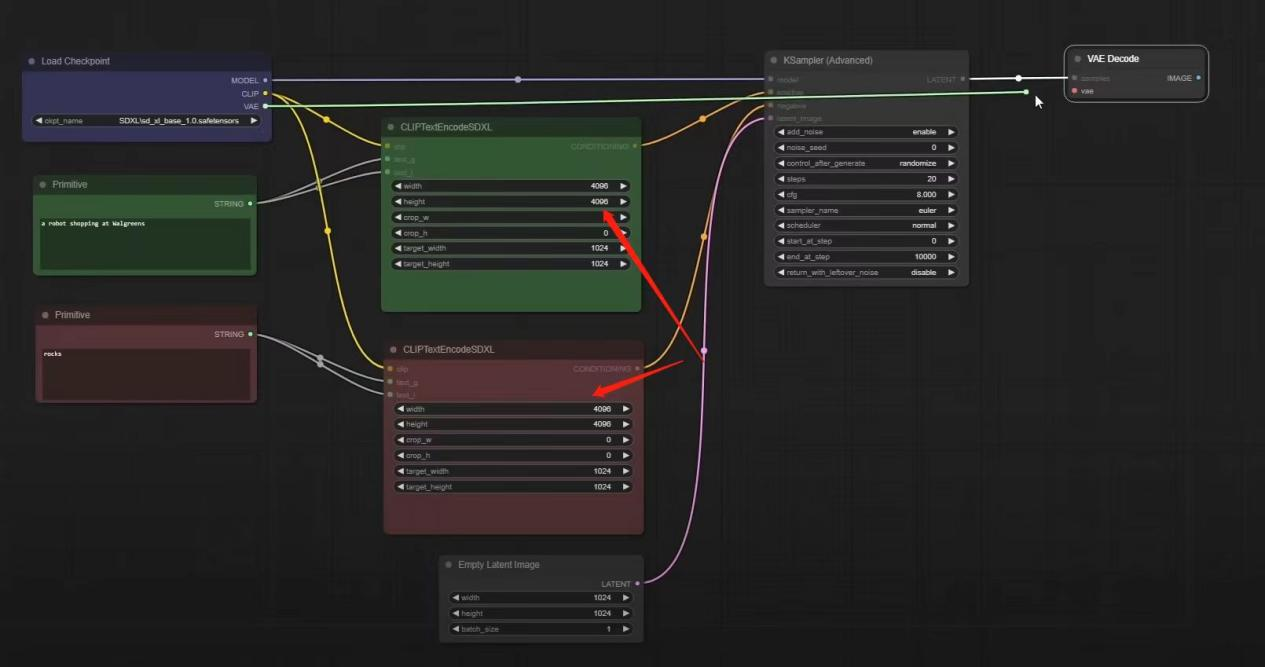 Load Checkpoint
MODEL
CLIP
VAE
ckpt_name SDXL\sd_xl_base_1.0.safetensors
Primitive
STRING
a robot shopping at Walgreens
Primitive
STRING
rocks
CLIPTextEncodeSDXL
clip CONDITIONING
text_g
text_l
width 4096
height 4096
crop_w
crop_h 0
target_width 1024
target_height 1024
CLIPTextEncodeSDXL
clip CONDITIONING
text_g
text_l
width 4096
height 4096
crop_w 0
crop_h 0
target_width 1024
target_height 1024
Empty Latent Image
LATENT
width 1024
height 1024
batch_size 1
KSampler (Advanced)
model LATENT
positive
negative
latent_image
add_noise enable
noise_seed 0
control_after_generate randomize
steps 20
cfg 8.000
sampler_name euler
scheduler normal
start_at_step 0
end_at_step 10000
return_with_leftover_noise disable
VAE Decode
samples IMAGE
vae